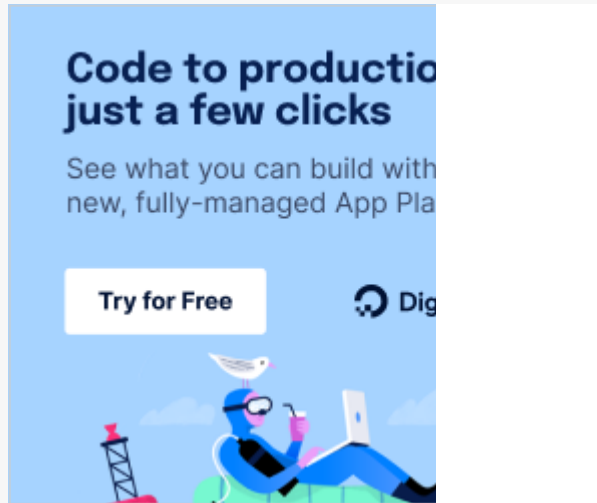 Code to productio
just a few clicks
See what you can build with
new, fully-managed App Pla
Try for Free
Dig